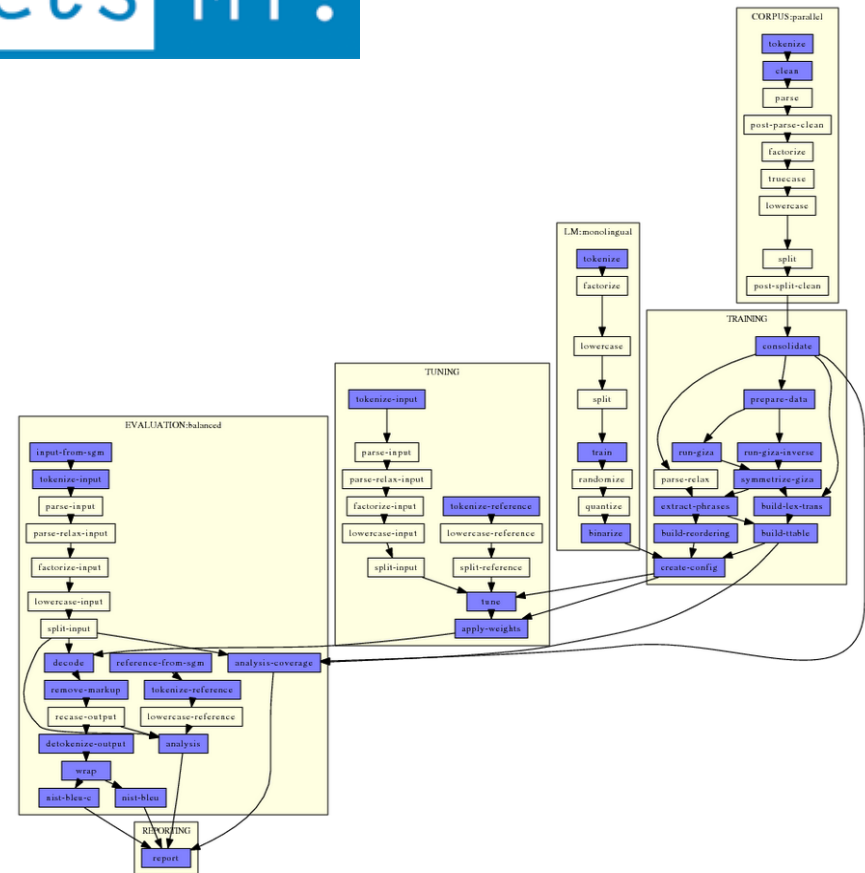 MT.
CORPUS:parallel
tokenize
clean
parse
post-parse-clean
factorize
truecase
lowercase
split
post-split-clean
LM:monolingual
tokenize
factorize
lowercase
split
train
randomize
quantize
binarize
TRAINING
consolidate
prepare-data
run-giza
run-giza-inverse
parse-relax
symmetrize-giza
extract-phrases
build-lex-trans
build-reordering
build-ttable
create-config
TUNING
tokenize-input
parse-input
parse-relax-input
factorize-input
tokenize-reference
lowercase-input
lowercase-reference
split-input
split-reference
tune
apply-weights
EVALUATION:balanced
input-from-sgm
tokenize-input
parse-input
parse-relax-input
factorize-input
lowercase-input
split-input
decode
reference-from-sgm
analysis-coverage
remove-markup
tokenize-reference
recase-output
lowercase-reference
detokenize-output
analysis
wrap
nist-bleu-c
nist-bleu
REPORTING
report